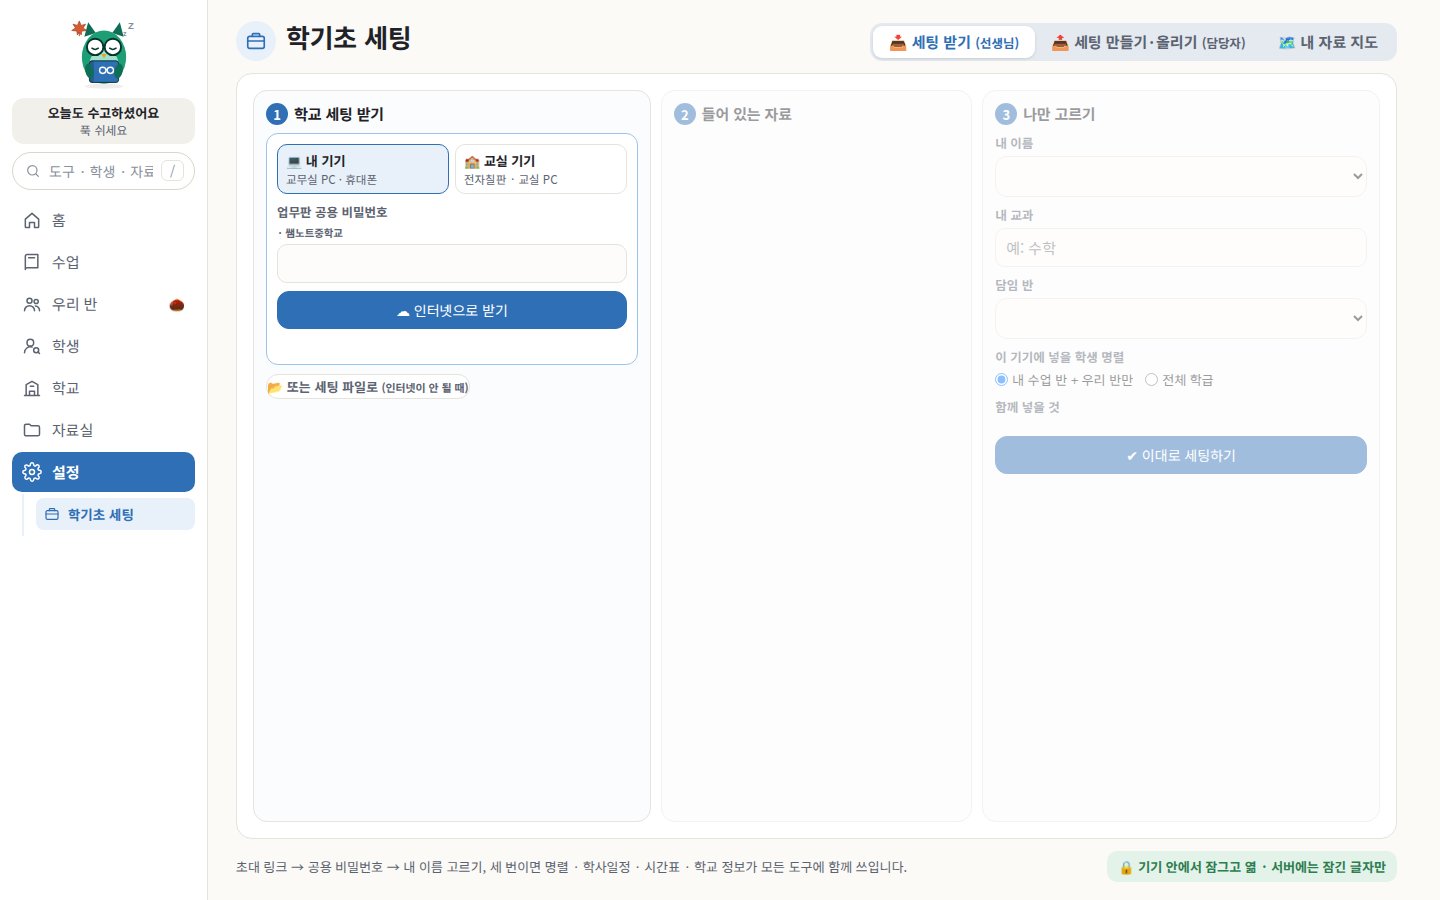 z
z
오늘도 수고하셨어요
푹 쉬세요
도구 · 학생 · 자료
/
홈
수업
우리 반
학생
학교
자료실
설정
학기초 세팅
학기초 세팅
📥 세팅 받기 (선생님)
📤 세팅 만들기·올리기 (담당자)
🗺️ 내 자료 지도
1 학교 세팅 받기
💻 내 기기
교무실 PC · 휴대폰
🏫 교실 기기
전자칠판 · 교실 PC
업무판 공용 비밀번호
· 쌤노트중학교
☁ 인터넷으로 받기
📂 또는 세팅 파일로 (인터넷이 안 될 때)
2 들어 있는 자료
3 나만 고르기
내 이름
내 교과
예: 수학
담임 반
이 기기에 넣을 학생 명렬
내 수업 반 + 우리 반만
전체 학급
함께 넣을 것
✔ 이대로 세팅하기
초대 링크 → 공용 비밀번호 → 내 이름 고르기, 세 번이면 명렬 · 학사일정 · 시간표 · 학교 정보가 모든 도구에 함께 쓰입니다.
🔒 기기 안에서 잠그고 엶 · 서버에는 잠긴 글자만